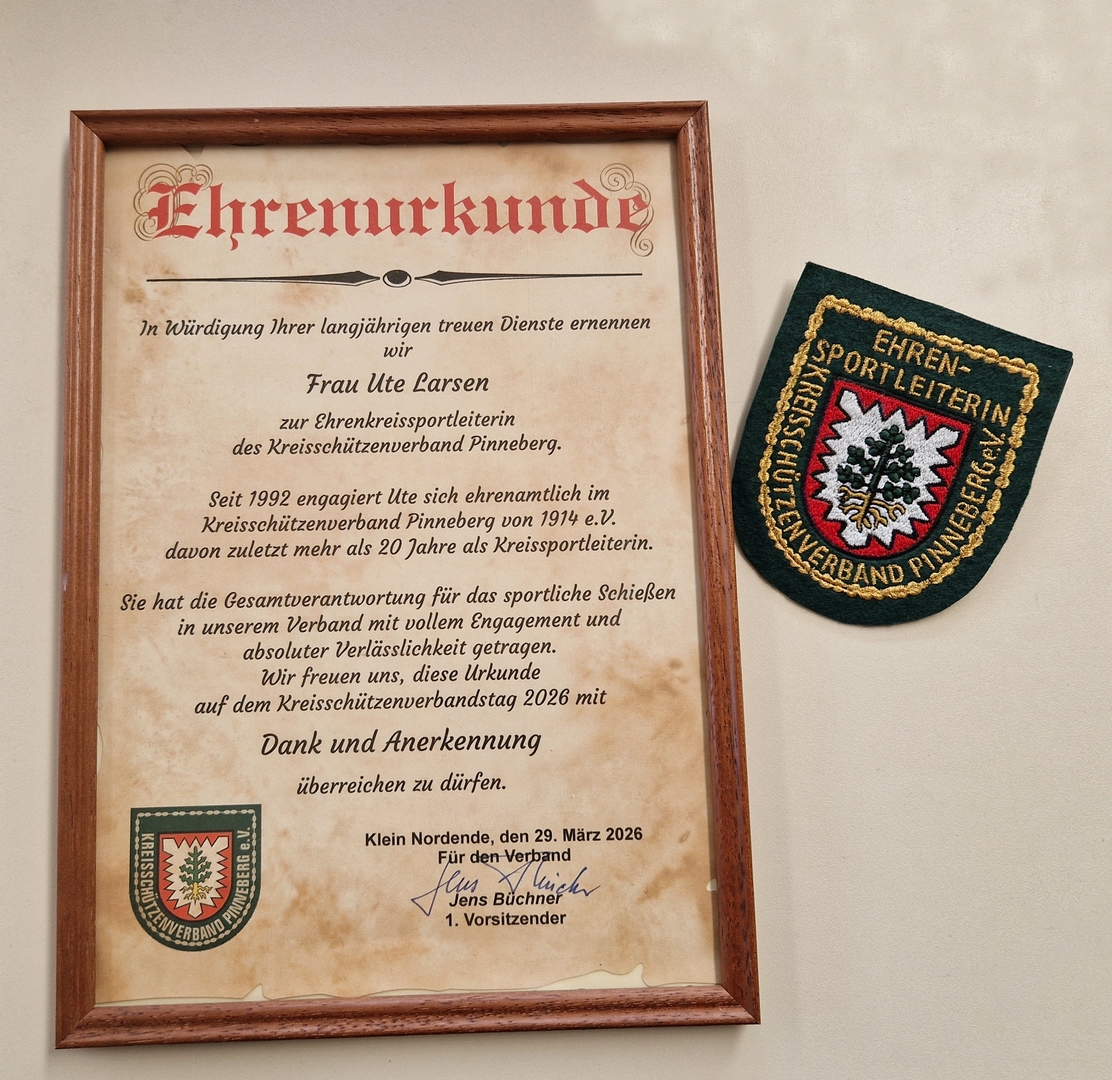 Ehrenurkunde
In Würdigung Ihrer langjährigen treuen Dienste ernennen
wir
Frau Ute Larsen
zur Ehrenkreissportleiterin
des Kreisschützenverband Pinneberg.
Seit 1992 engagiert Ute sich ehrenamtlich im
Kreisschützenverband Pinneberg von 1914 e.V.
davon zuletzt mehr als 20 Jahre als Kreissportleiterin.
Sie hat die Gesamtverantwortung für das sportliche Schießen
in unserem Verband mit vollem Engagement und
absoluter Verlässlichkeit getragen.
Wir freuen uns, diese Urkunde
auf dem Kreisschützenverbandstag 2026 mit
Dank und Anerkennung
überreichen zu dürfen.
KREISSCHÜTZENVERBAND PINNEBERG e.V.
Klein Nordende, den 29. März 2026
Für den Verband
Jens Büchner
1. Vorsitzender
EHREN-
SPORTLEITERIN
KREISSCHÜTZENVERBAND PINNEBERG e.V.